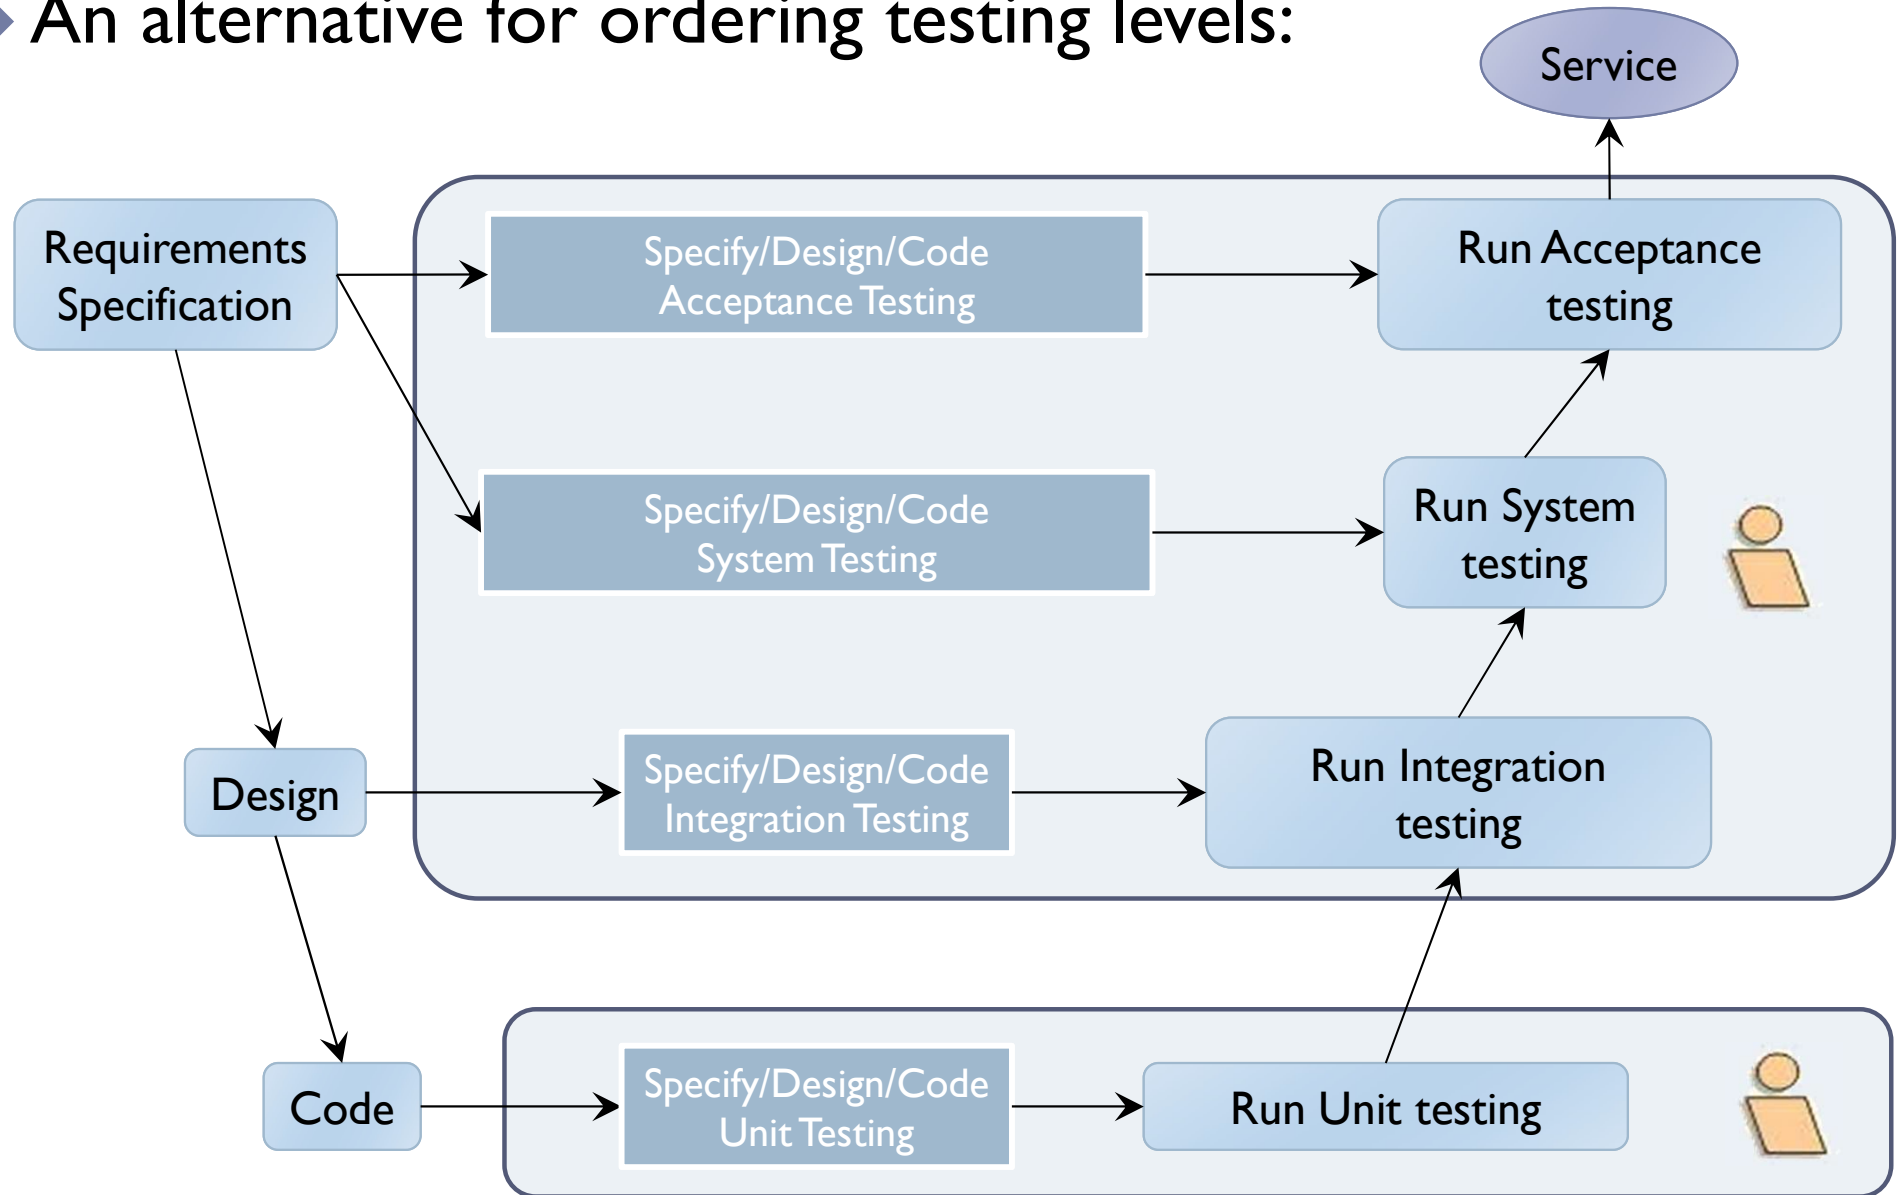 An alternative for ordering testing levels:
Service
Requirements
Specification
Specify/Design/Code
Acceptance Testing
Run Acceptance
testing
Specify/Design/Code
System Testing
Run System
testing
Design
Specify/Design/Code
Integration Testing
Run Integration
testing
Code
Specify/Design/Code
Unit Testing
Run Unit testing